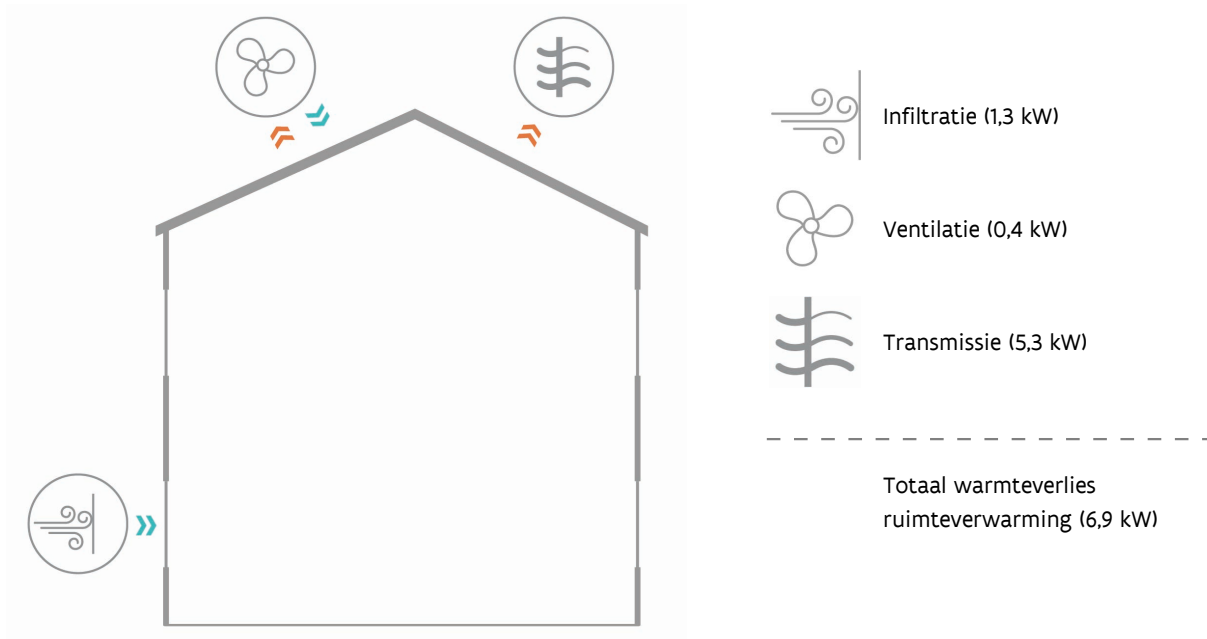 Infiltratie (1,3 kW)
Ventilatie (0,4 kW)
Transmissie (5,3 kW)
Totaal warmteverlies
ruimteverwarming (6,9 kW)